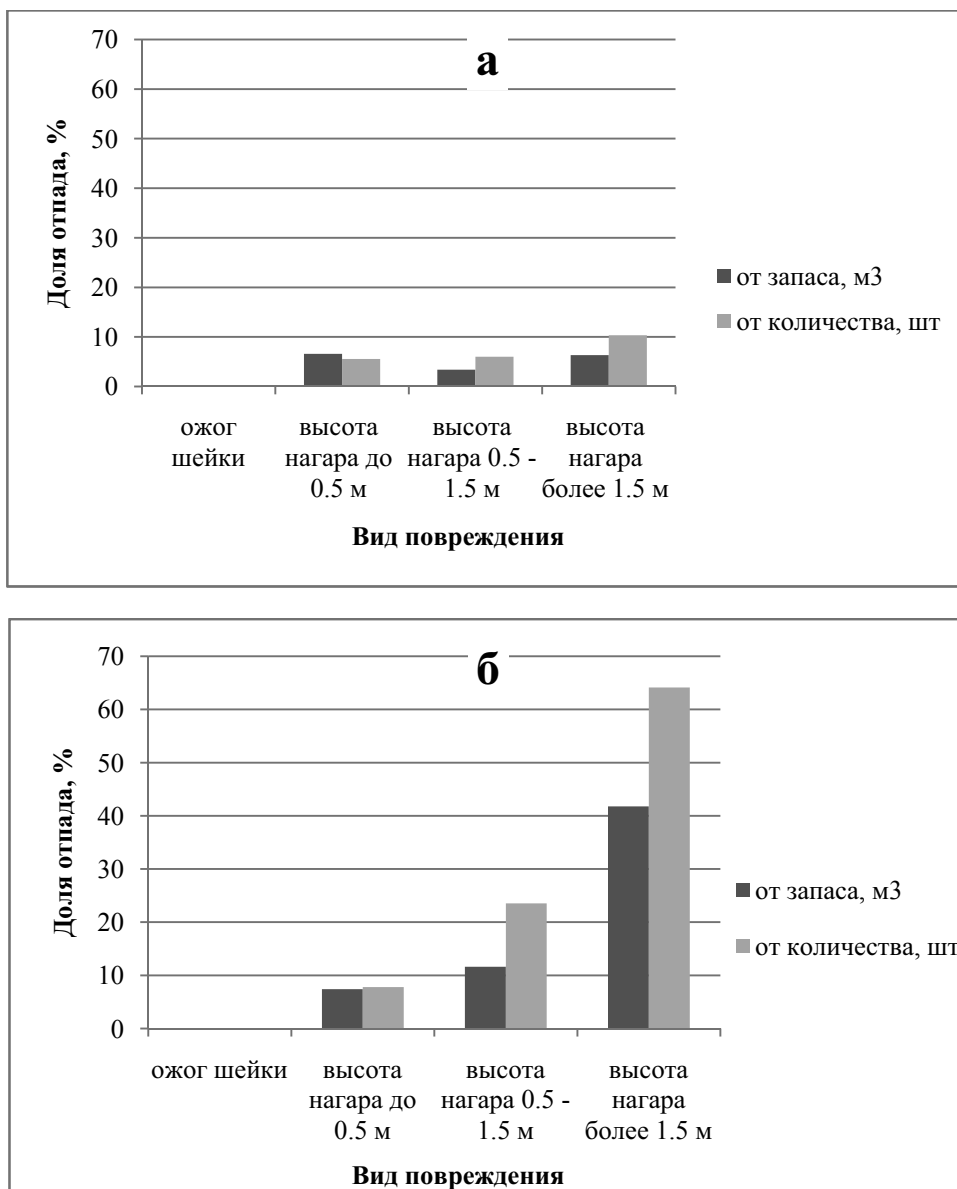 а
70
60
50
40
30
20
10
0
Доля отпада, %
ожог
шейки
высота
нагара до
0.5 м
высота
нагара 0.5 -
1.5 м
высота
нагара
более 1.5 м
Вид повреждения
от запаса, м3
от количества, шт
б
70
60
50
40
30
20
10
0
Доля отпада, %
ожог шейки
высота
нагара до
0.5 м
высота
нагара 0.5 -
1.5 м
высота
нагара
более 1.5 м
Вид повреждения
от запаса, м3
от количества, шт